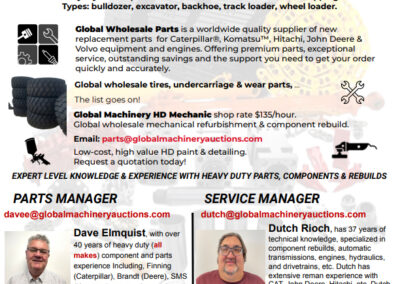 Types: bulldozer, excavator, backhoe, track loader, wheel loader.
Global Wholesale Parts is a worldwide quality supplier of new
replacement parts for Caterpillar®, Komatsu™, Hitachi, John Deere &
Volvo equipment and engines. Offering premium parts, exceptional
service, outstanding savings and the support you need to get your order
quickly and accurately.
Global wholesale tires, undercarriage & wear parts, ...
The list goes on!
Global Machinery HD Mechanic shop rate $135/hour.
Global wholesale mechanical refurbishment & component rebuild.
Email: parts@globalmachineryauctions.com
Low-cost, high value HD paint & detailing.
Request a quotation today!
EXPERT LEVEL KNOWLEDGE & EXPERIENCE WITH HEAVY DUTY PARTS, COMPONENTS & REBUILDS
PARTS MANAGER
davee@globalmachineryauctions.com
Dave Elmquist, with over
40 years of heavy duty (all
makes) component and parts
experience Including, Finning
(Caterpillar), Brandt (Deere), SMS
SERVICE MANAGER
dutch@globalmachineryauctions.com
Dutch Rioch, has 37 years of
technical knowledge, specialized in
component rebuilds, automatic
transmissions, engines, hydraulics,
and drivetrains, etc. Dutch has
extensive reman experience with
CAT, John Deere, Hitachi, etc. Dutch